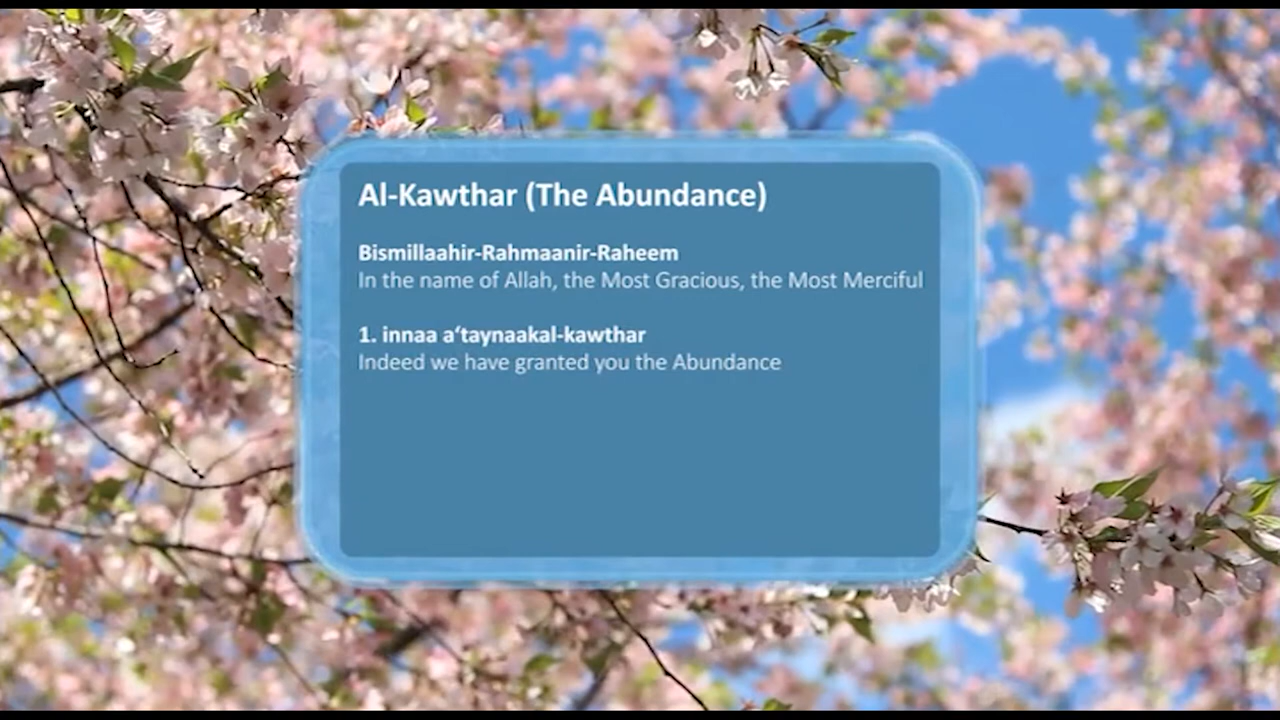 Al-Kawthar (The Abundance)
Bismillaahir-Rahmaanir-Raheem
In the name of Allah, the Most Gracious, the Most Merciful
1. innaa a‘taynaakal-kawthar
Indeed we have granted you the Abundance